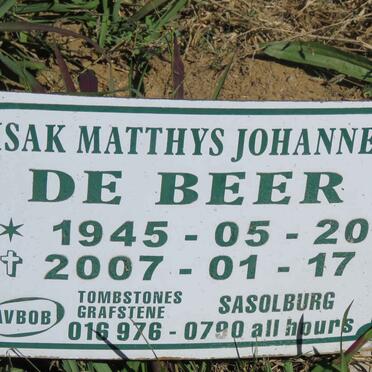 ISAK MATTHYS JOHANNE
DE BEER
* 1945 - 05 - 20
✝ 2007 - 01 - 17
AVBOB
TOMBSTONES
GRAFSTENE
SASOLBURG
016 976 - 0790 all hours